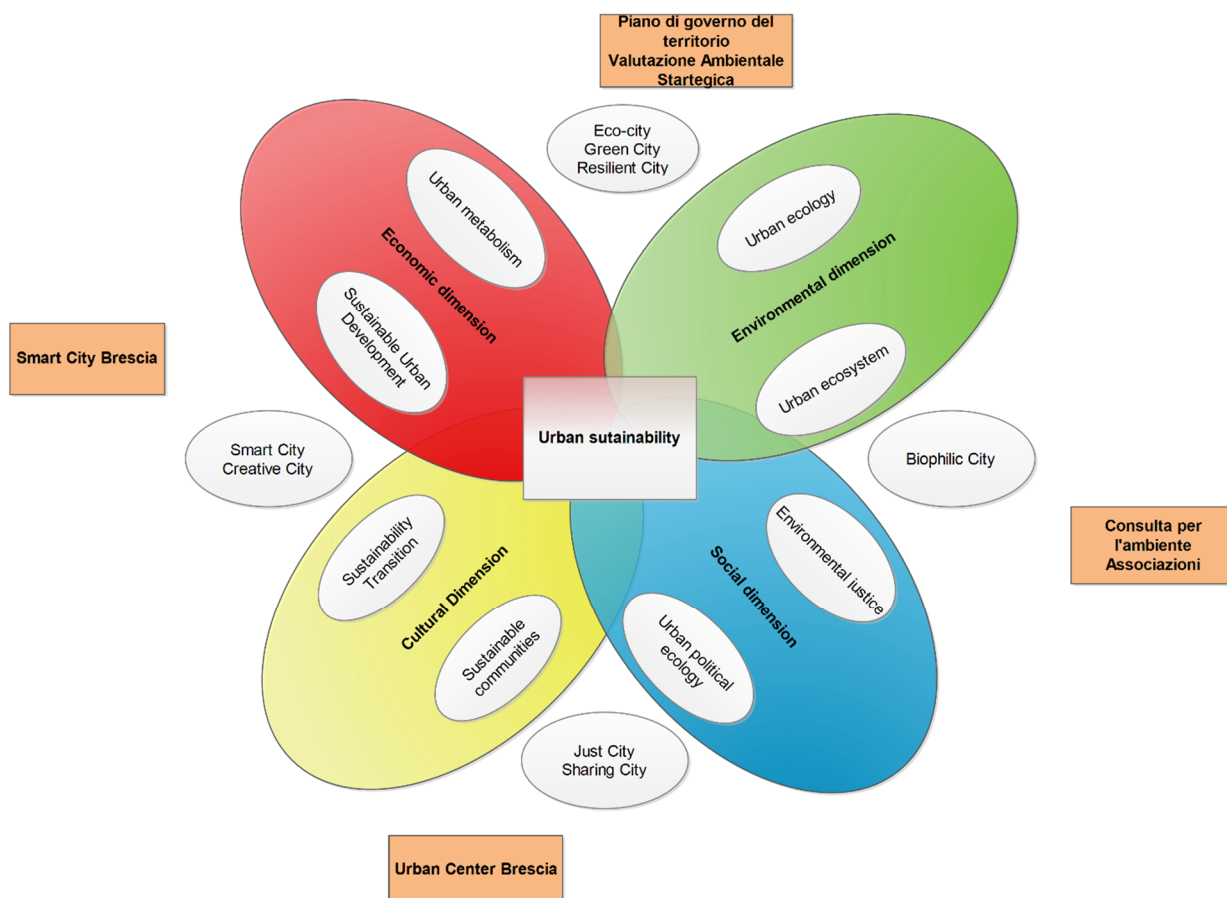 Piano di governo del
territorio
Valutazione Ambientale
Startegica
Eco-city
Green City
Resilient City
Urban metabolism
Economic dimension
Sustainable Urban
Development
Urban ecology
Environmental dimension
Urban ecosystem
Smart City Brescia
Urban sutainability
Smart City
Creative City
Biophilic City
Sustainability
Transition
Cultural Dimension
Sustainable
communities
Environmental justice
Social dimension
Urban political
ecology
Consulta per
l'ambiente
Associazioni
Just City
Sharing City
Urban Center Brescia